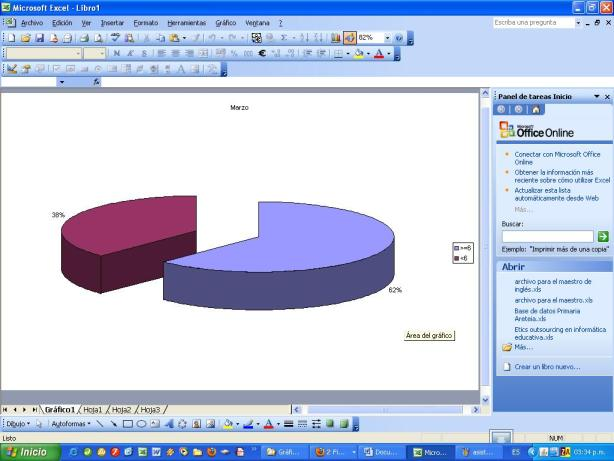 Microsoft Excel - Libro1
Archivo Edición Ver Insertar Formato Herramientas Gráfico Ventana ?
Escriba una pregunta
82%
N K S
% 000 €
fx
Marzo
38%
62%
>=6
<6
Área del gráfico
Panel de tareas Inicio
Microsoft
Office Online
Conectar con Microsoft Office
Online
Obtener la información más
reciente sobre cómo utilizar Excel
Actualizar esta lista
automáticamente desde Web
Más...
Buscar:
Ejemplo: "Imprimir más de una copia"
Abrir
archivo para el maestro de
inglés.xls
archivo para el maestro.xls
Base de datos Primaria
Areteia.xls
Etics outsourcing en informática
educativa.xls
Más...
Crear un libro nuevo...
Gráfico1 Hoja1 Hoja2 Hoja3
Dibujo Autoformas
Listo
NUM
Inicio
Gráf...
2 Fi...
Docu...
Micro...
asist...
ES
03:34 p.m.